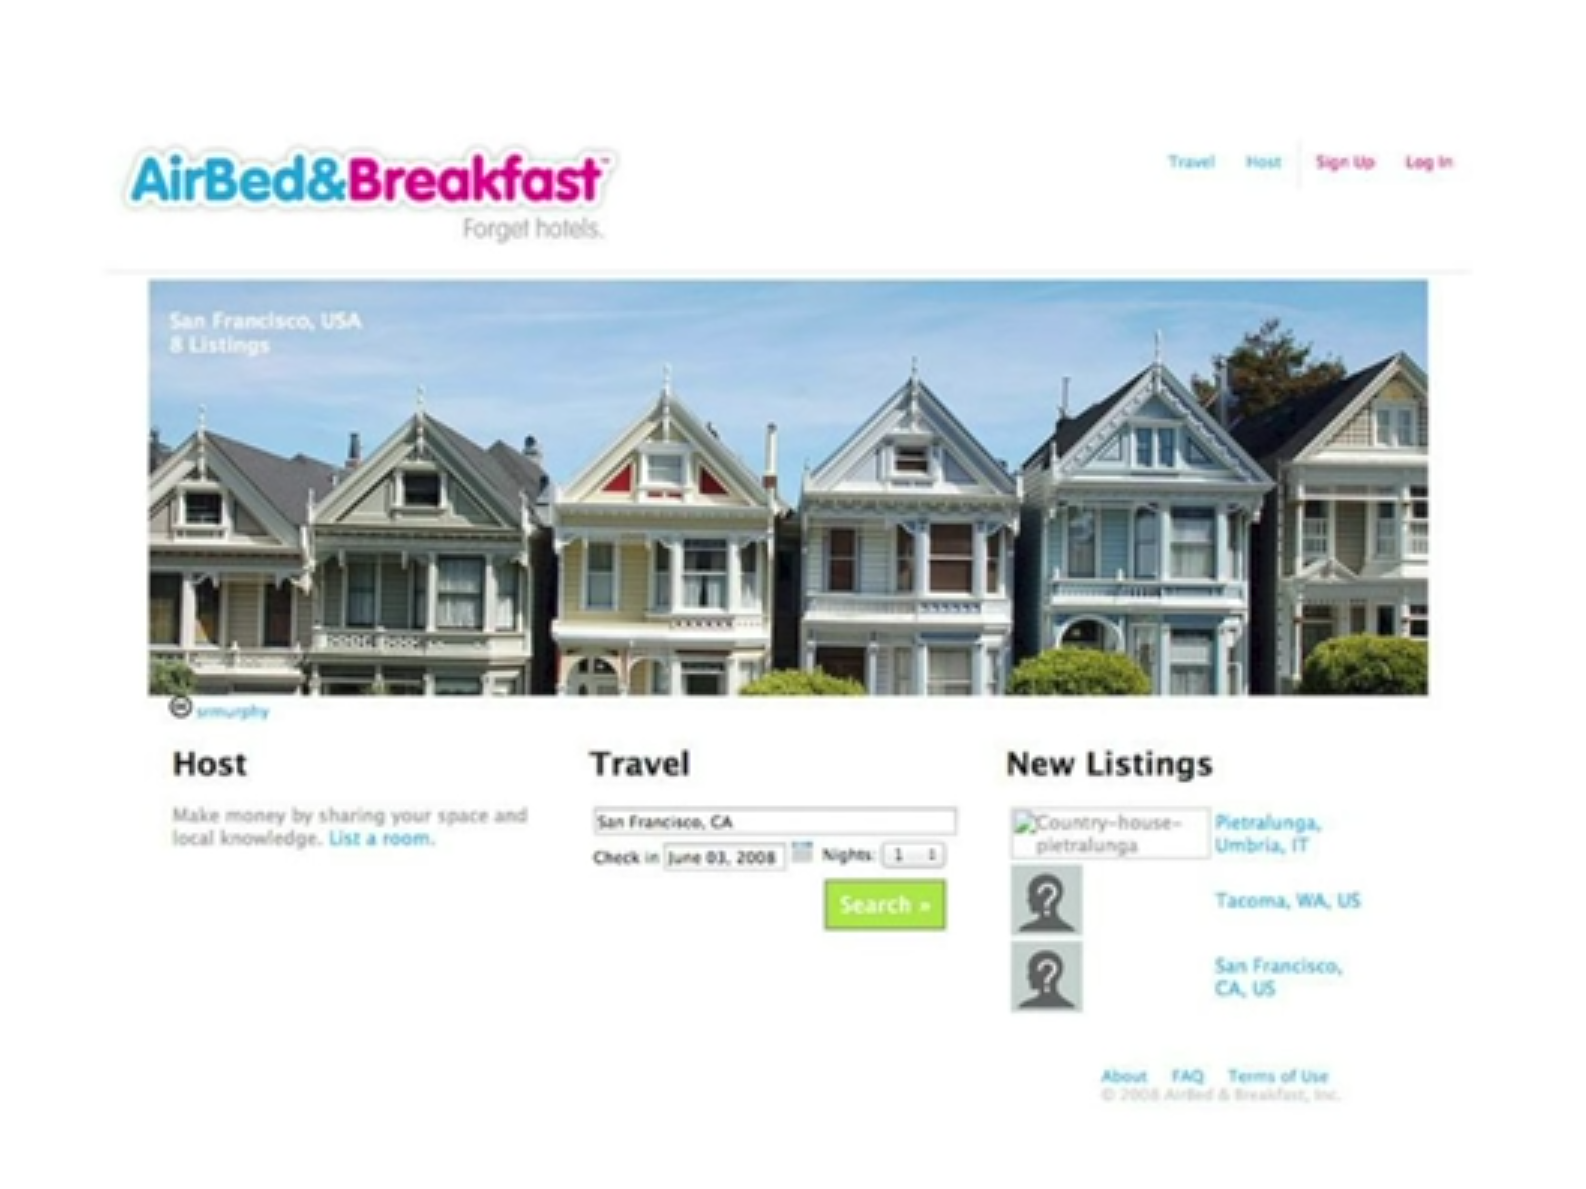 AirBed&Breakfast™
Forget hotels.
Travel Host Sign Up Log In
San Francisco, USA
8 Listings
cc srmurphy
Host
Make money by sharing your space and
local knowledge. List a room.
Travel
San Francisco, CA
Check in June 03, 2008 Nights: 1
Search »
New Listings
Country-house-
pietralunga
Pietralunga,
Umbria, IT
Tacoma, WA, US
San Francisco,
CA, US
About FAQ Terms of Use
© 2008 AirBed & Breakfast, Inc.